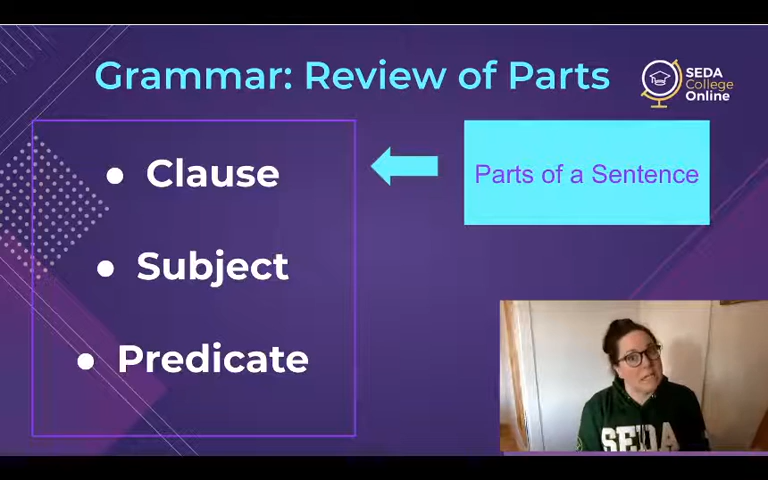 Grammar: Review of Parts
SEDA
College
Online
● Clause
Parts of a Sentence
● Subject
● Predicate
SEDA